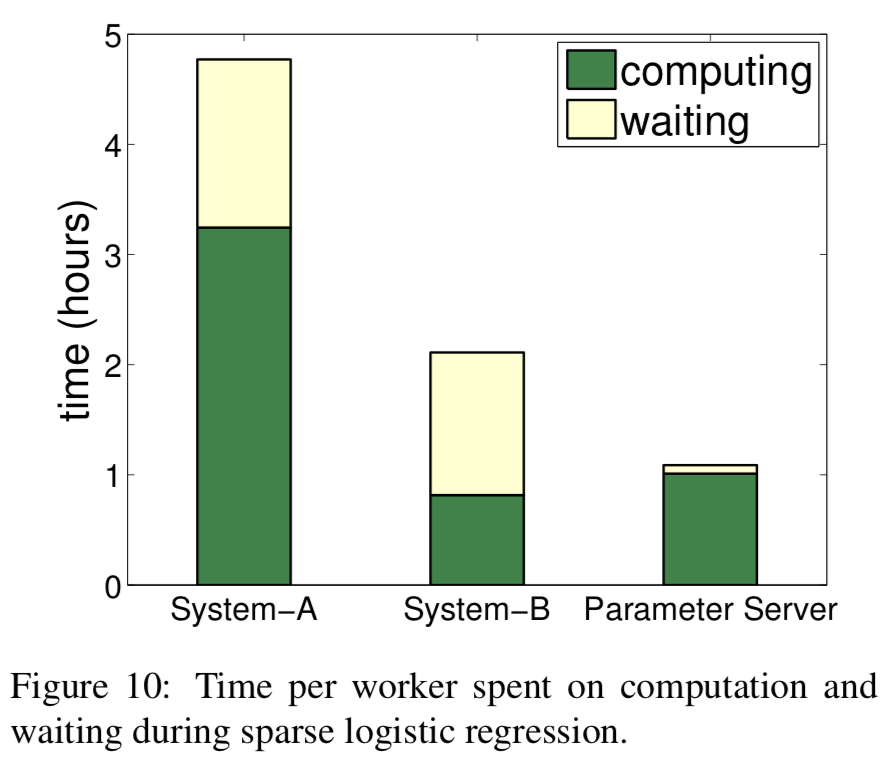 5
computing
waiting
4
3
2
1
0
time (hours)
System−A System−B Parameter Server
Figure 10: Time per worker spent on computation and
waiting during sparse logistic regression.